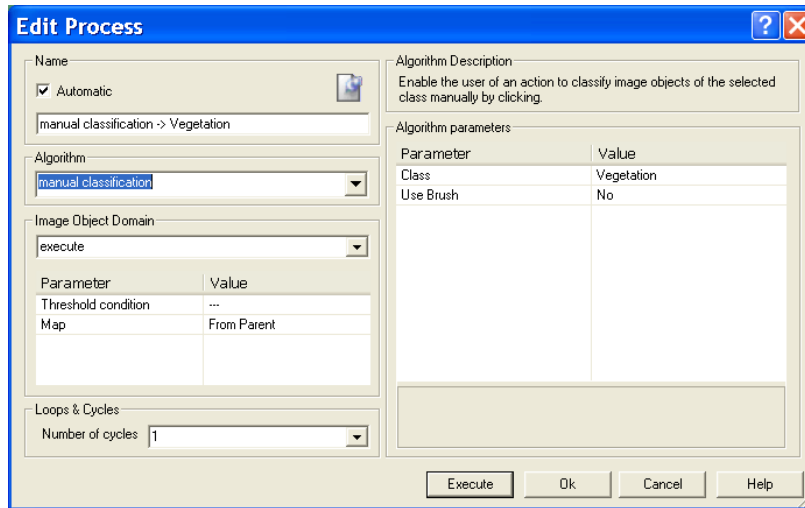 Edit Process
Name
Automatic
manual classification -> Vegetation
Algorithm
manual classification
Image Object Domain
execute
Parameter Value
Threshold condition ---
Map From Parent
Loops & Cycles
Number of cycles 1
Algorithm Description
Enable the user of an action to classify image objects of the selected
class manually by clicking.
Algorithm parameters
Parameter Value
Class Vegetation
Use Brush No
Execute Ok Cancel Help